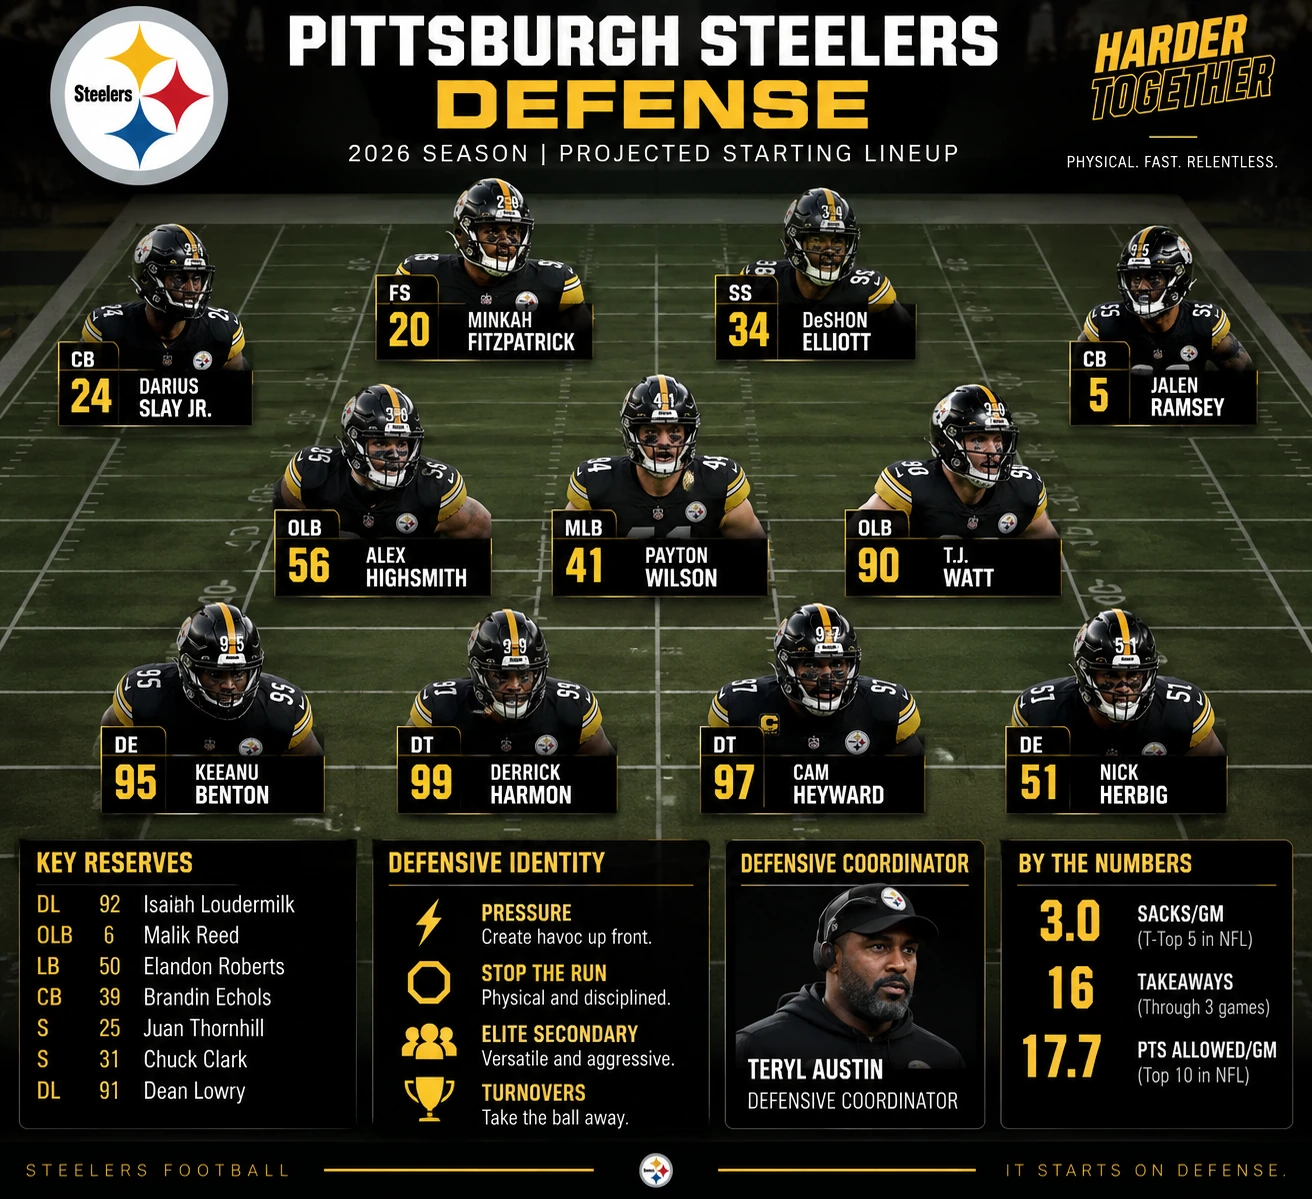 Steelers
PITTSBURGH STEELERS
DEFENSE
2026 SEASON | PROJECTED STARTING LINEUP
HARDER
TOGETHER
PHYSICAL. FAST. RELENTLESS.
FS
20
MINKAH
FITZPATRICK
SS
34
DeSHON
ELLIOTT
CB
24
DARIUS
SLAY JR.
CB
5
JALEN
RAMSEY
OLB
56
ALEX
HIGHSMITH
MLB
41
PAYTON
WILSON
OLB
90
T.J.
WATT
DE
95
KEEANU
BENTON
DT
99
DERRICK
HARMON
DT
97
CAM
HEYWARD
DE
51
NICK
HERBIG
KEY RESERVES
DL 92 Isaiah Loudermilk
OLB 6 Malik Reed
LB 50 Elandon Roberts
CB 39 Brandin Echols
S 25 Juan Thornhill
S 31 Chuck Clark
DL 91 Dean Lowry
DEFENSIVE IDENTITY
PRESSURE
Create havoc up front.
STOP THE RUN
Physical and disciplined.
ELITE SECONDARY
Versatile and aggressive.
TURNOVERS
Take the ball away.
DEFENSIVE COORDINATOR
TERYL AUSTIN
DEFENSIVE COORDINATOR
BY THE NUMBERS
3.0 SACKS/GM
(T-Top 5 in NFL)
16 TAKEAWAYS
(Through 3 games)
17.7 PTS ALLOWED/GM
(Top 10 in NFL)
STEELERS FOOTBALL
IT STARTS ON DEFENSE.